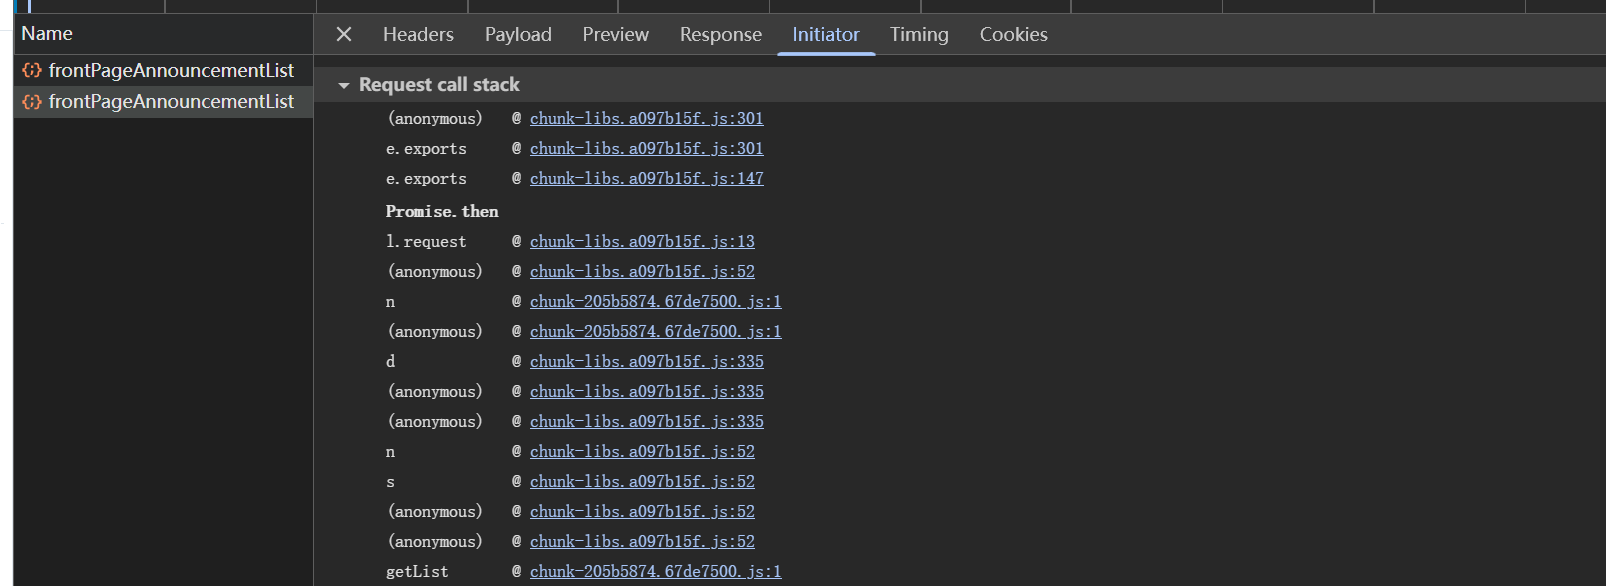 Name
Headers Payload Preview Response Initiator Timing Cookies
frontPageAnnouncementList
frontPageAnnouncementList
Request call stack
(anonymous) @ chunk-libs.a097b15f.js:301
e.exports @ chunk-libs.a097b15f.js:301
e.exports @ chunk-libs.a097b15f.js:147
Promise.then
l.request @ chunk-libs.a097b15f.js:13
(anonymous) @ chunk-libs.a097b15f.js:52
n @ chunk-205b5874.67de7500.js:1
(anonymous) @ chunk-205b5874.67de7500.js:1
d @ chunk-libs.a097b15f.js:335
(anonymous) @ chunk-libs.a097b15f.js:335
(anonymous) @ chunk-libs.a097b15f.js:335
n @ chunk-libs.a097b15f.js:52
s @ chunk-libs.a097b15f.js:52
(anonymous) @ chunk-libs.a097b15f.js:52
(anonymous) @ chunk-libs.a097b15f.js:52
getList @ chunk-205b5874.67de7500.js:1